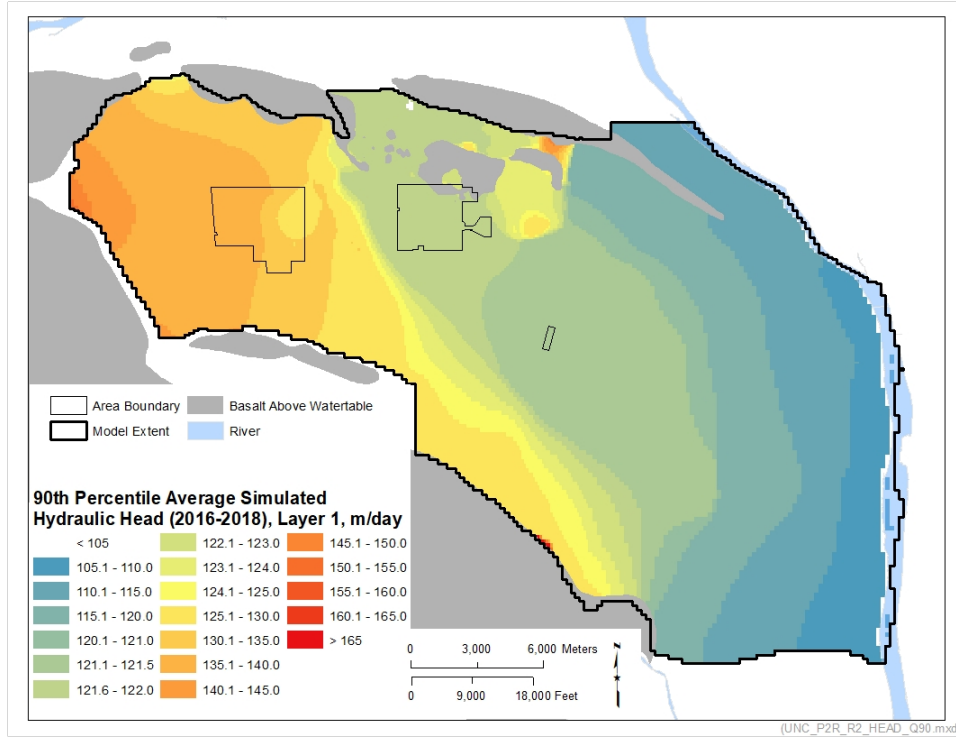 Area Boundary
Basalt Above Watertable
Model Extent
River
90th Percentile Average Simulated
Hydraulic Head (2016-2018), Layer 1, m/day
< 105
122.1 - 123.0
145.1 - 150.0
105.1 - 110.0
123.1 - 124.0
150.1 - 155.0
110.1 - 115.0
124.1 - 125.0
155.1 - 160.0
115.1 - 120.0
125.1 - 130.0
160.1 - 165.0
120.1 - 121.0
130.1 - 135.0
> 165
121.1 - 121.5
135.1 - 140.0
121.6 - 122.0
140.1 - 145.0
0 3,000 6,000 Meters
0 9,000 18,000 Feet
N
(UNC_P2R_R2_HEAD_Q90.mxd